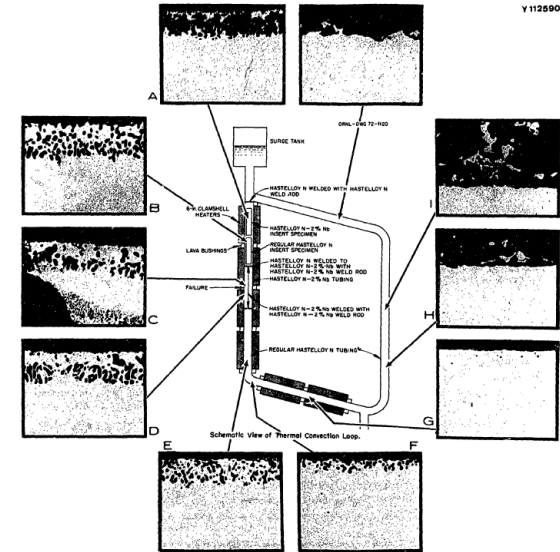 Y 112590
A
ORNL-DWG 72-1100
SURGE TANK
HASTELLOY N WELDED WITH HASTELLOY N
WELD ROD
B
6-in CLAMSHELL
HEATERS
HASTELLOY N-2% Nb
INSERT SPECIMEN
LAVA BUSHINGS
REGULAR HASTELLOY N
INSERT SPECIMEN
HASTELLOY N WELDED TO
HASTELLOY N-2% Nb WITH
HASTELLOY N-2% Nb WELD ROD
HASTELLOY N-2% Nb TUBING
FAILURE
C
HASTELLOY N-2% Nb WELDED WITH
HASTELLOY N-2% Nb WELD ROD
I
H
REGULAR HASTELLOY N TUBING
D
G
Schematic View of Thermal Convection Loop.
E
F